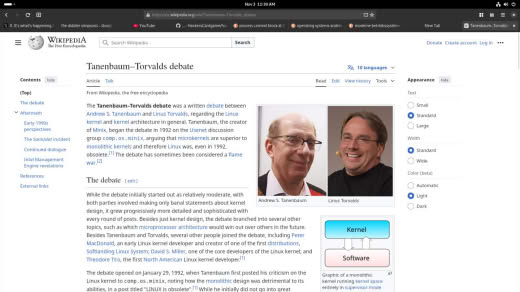 Nov 3 11:39 AM
YouTube
New Tab
Tanenbaum–Torvalds
WIKIPEDIA
The Free Encyclopedia
Search Wikipedia
Search
Donate Create account Log in
Contents hide
(Top)
The debate
Aftermath
Early 1990s
perspectives
The Samizdat incident
Continued dialogue
Intel Management
Engine revelations
References
External links
Tanenbaum–Torvalds debate
18 languages
Article Talk
Read Edit View history Tools
From Wikipedia, the free encyclopedia
The Tanenbaum–Torvalds debate was a written debate between
Andrew S. Tanenbaum and Linus Torvalds, regarding the Linux
kernel and kernel architecture in general. Tanenbaum, the creator
of Minix, began the debate in 1992 on the Usenet discussion
group comp.os.minix, arguing that microkernels are superior to
monolithic kernels and therefore Linux was, even in 1992,
obsolete.[1] The debate has sometimes been considered a flame
war.[2]
Andrew S. Tanenbaum
Linus Torvalds
The debate [edit]
While the debate initially started out as relatively moderate, with
both parties involved making only banal statements about kernel
design, it grew progressively more detailed and sophisticated with
every round of posts. Besides just kernel design, the debate branched into several other
topics, such as which microprocessor architecture would win out over others in the future.
Besides Tanenbaum and Torvalds, several other people joined the debate, including Peter
MacDonald, an early Linux kernel developer and creator of one of the first distributions,
Softlanding Linux System; David S. Miller, one of the core developers of the Linux kernel; and
Theodore Ts'o, the first North American Linux kernel developer.[1]
The debate opened on January 29, 1992, when Tanenbaum first posted his criticism on the
Linux kernel to comp.os.minix, noting how the monolithic design was detrimental to its
abilities, in a post titled "LINUX is obsolete".[1] While he initially did not go into great
Kernel
Software
Graphic of a monolithic
kernel running kernel space
entirely in supervisor mode
Appearance hide
Text
Small
Standard
Large
Width
Standard
Wide
Color (beta)
Automatic
Light
Dark